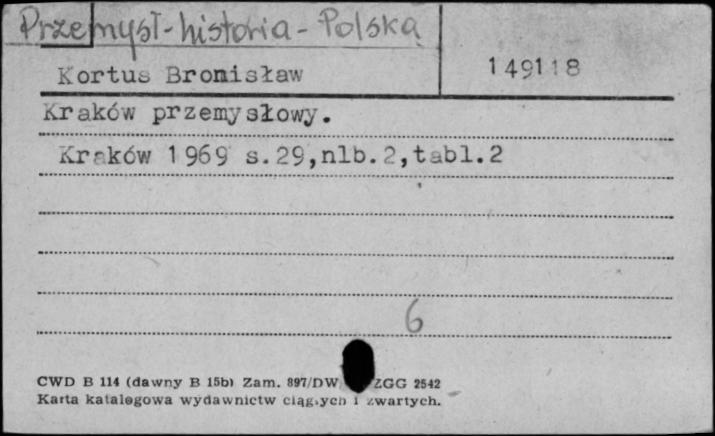 Przemysł-historia-Polska
Kortus Bronisław 149118
Kraków przemysłowy.
Kraków 1969 s.29,nlb.2,tabl.2
6
CWD B 114 (dawny B 15b) Zam. 897/DW ZGG 2542
Karta katalogowa wydawnictw ciągłych i zwartych.